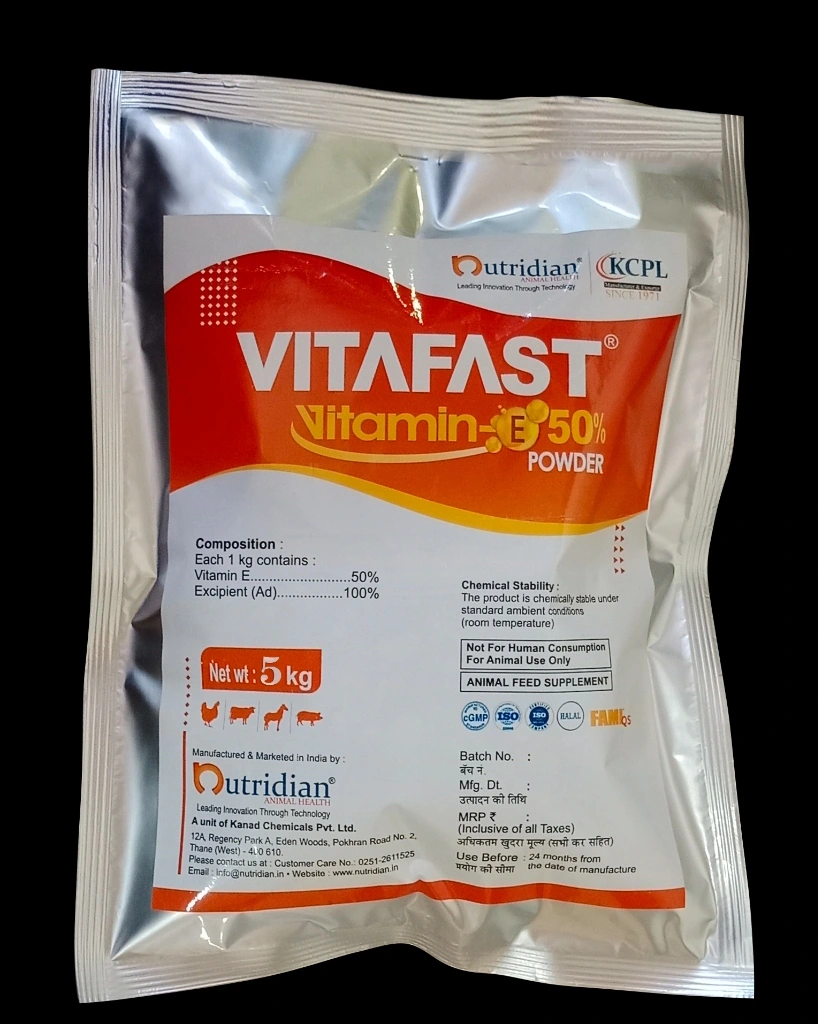 Nutridian®
ANIMAL HEALTH
Leading Innovation Through Technology
KCPL
Manufacturer & Exporter
SINCE 1971
VITAFAST®
Vitamin-E 50%
POWDER
Composition :
Each 1 kg contains :
Vitamin E............................50%
Excipient (Ad)..................100%
Chemical Stability :
The product is chemically stable under
standard ambient conditions
(room temperature)
Not For Human Consumption
For Animal Use Only
ANIMAL FEED SUPPLEMENT
Net wt : 5 kg
cGMP
ISO
ISO
HALAL
FAMI QS
Manufactured & Marketed in India by :
Nutridian®
ANIMAL HEALTH
Leading Innovation Through Technology
A unit of Kanad Chemicals Pvt. Ltd.
12A, Regency Park A, Eden Woods, Pokhran Road No. 2,
Thane (West) - 400 610.
Please contact us at : Customer Care No.: 0251-2611525
Email : info@nutridian.in • Website : www.nutridian.in
Batch No. :
बॅच नं.
Mfg. Dt. :
उत्पादन की तिथि
MRP ₹ :
(Inclusive of all Taxes)
अधिकतम खुदरा मूल्य (सभी कर सहित)
Use Before : 24 months from
प्रयोग की सीमा the date of manufacture